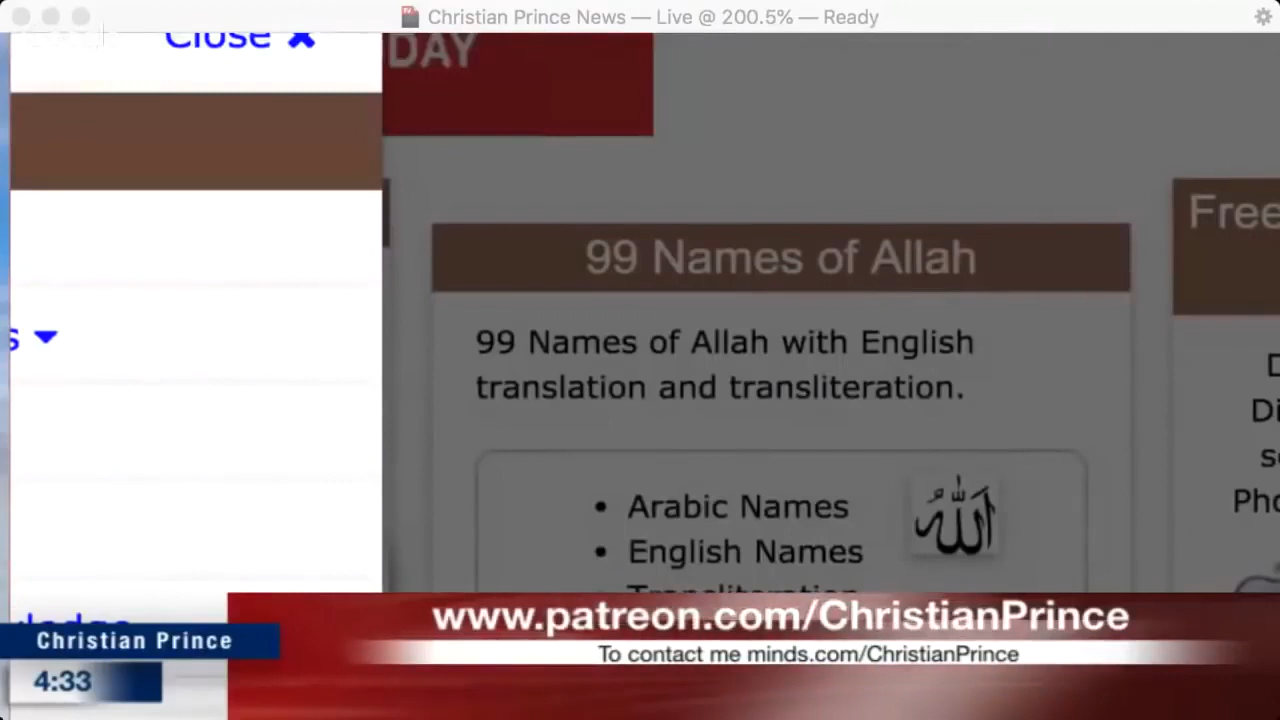 Christian Prince News — Live @ 200.5% — Ready
Close
DAY
Free
99 Names of Allah
99 Names of Allah with English
translation and transliteration.
• Arabic Names
• English Names
الله
www.patreon.com/ChristianPrince
To contact me minds.com/ChristianPrince
Christian Prince
4:33